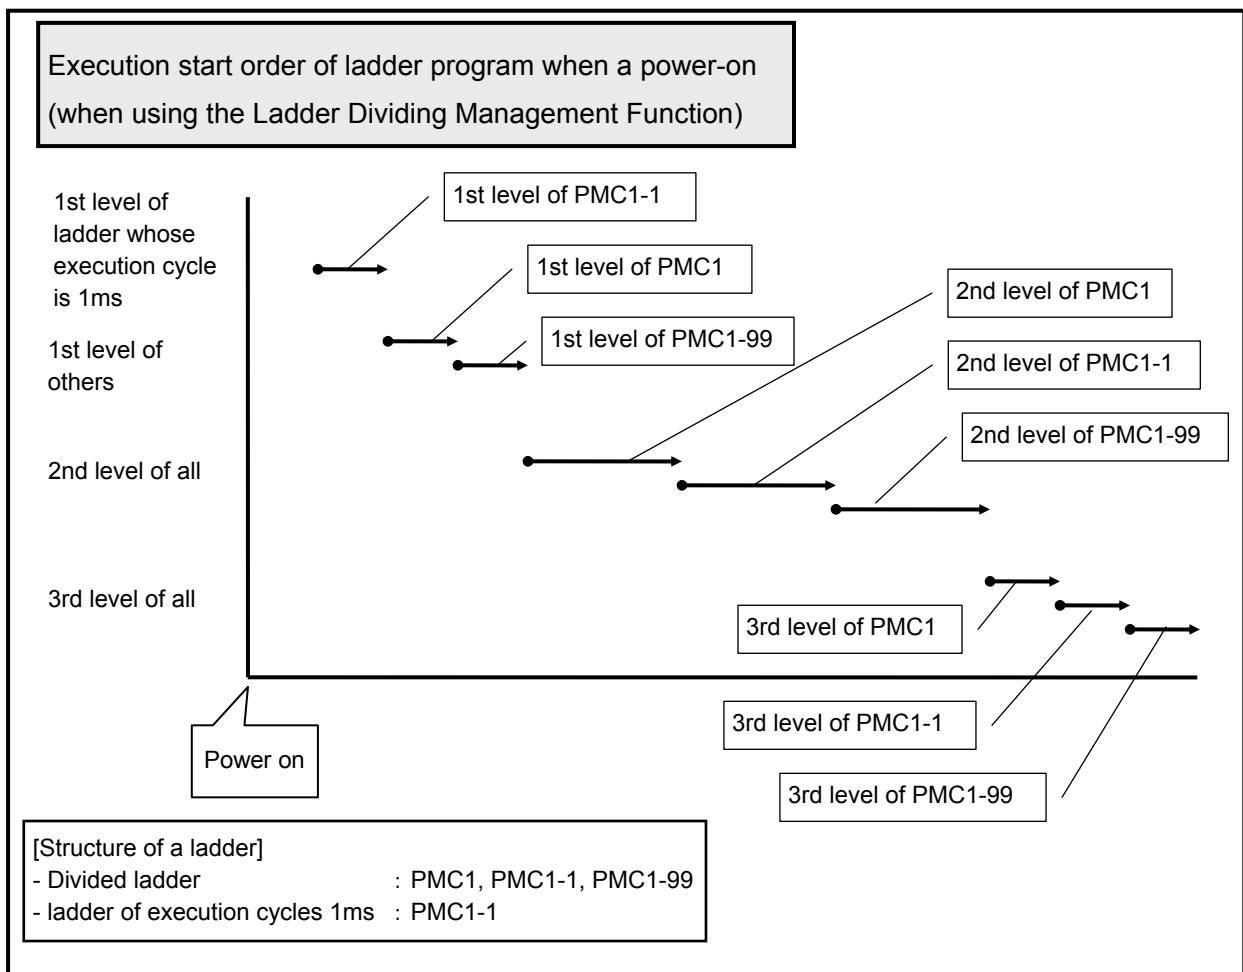 Execution start order of ladder program when a power-on
(when using the Ladder Dividing Management Function)
1st level of
ladder whose
execution cycle
is 1ms
1st level of PMC1-1
1st level of PMC1
2nd level of PMC1
1st level of
others
1st level of PMC1-99
2nd level of PMC1-1
2nd level of PMC1-99
2nd level of all
3rd level of all
3rd level of PMC1
3rd level of PMC1-1
3rd level of PMC1-99
Power on
[Structure of a ladder]
- Divided ladder : PMC1, PMC1-1, PMC1-99
- ladder of execution cycles 1ms : PMC1-1